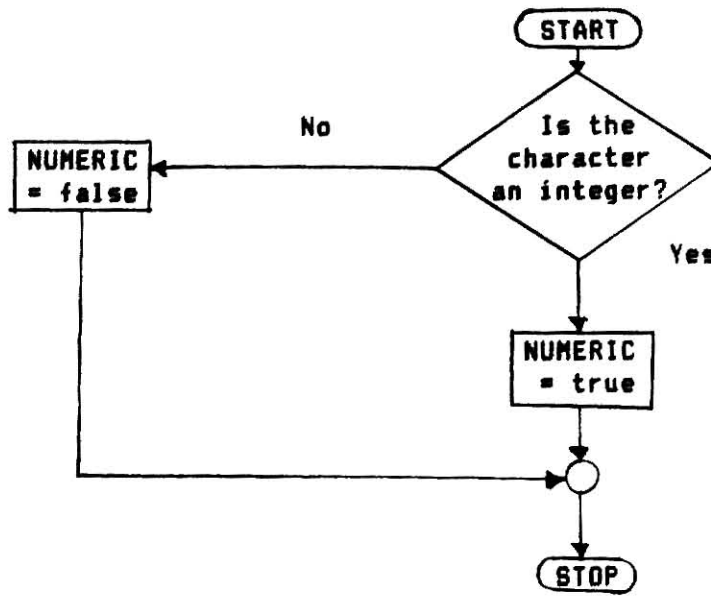 START
No
Is the
character
an integer?
NUMERIC
= false
Yes
NUMERIC
= true
STOP